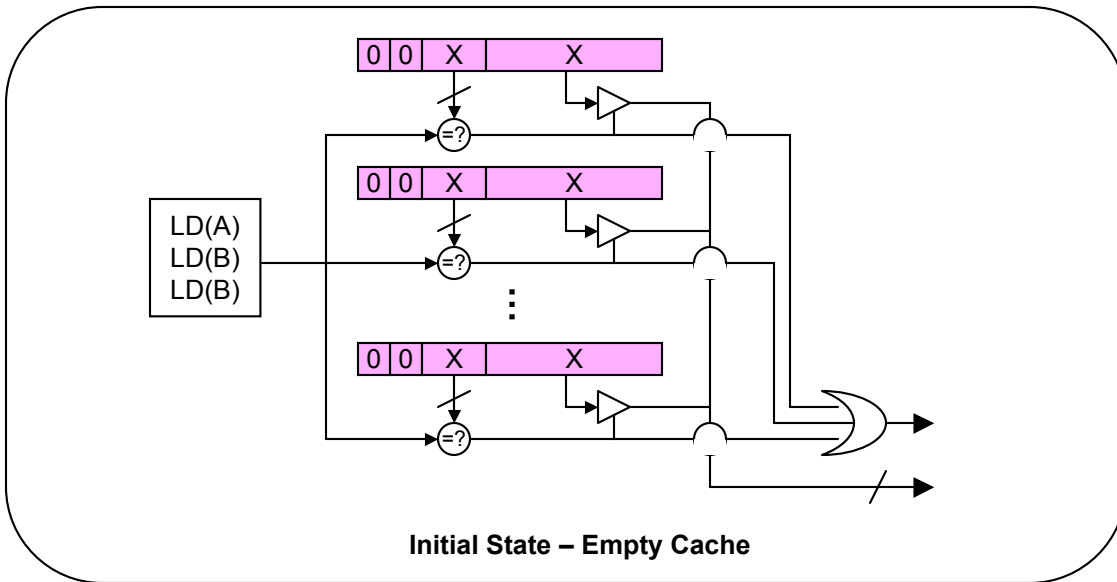 0 0 X X
=?
0 0 X X
LD(A)
LD(B)
LD(B)
=?
0 0 X X
=?
Initial State – Empty Cache